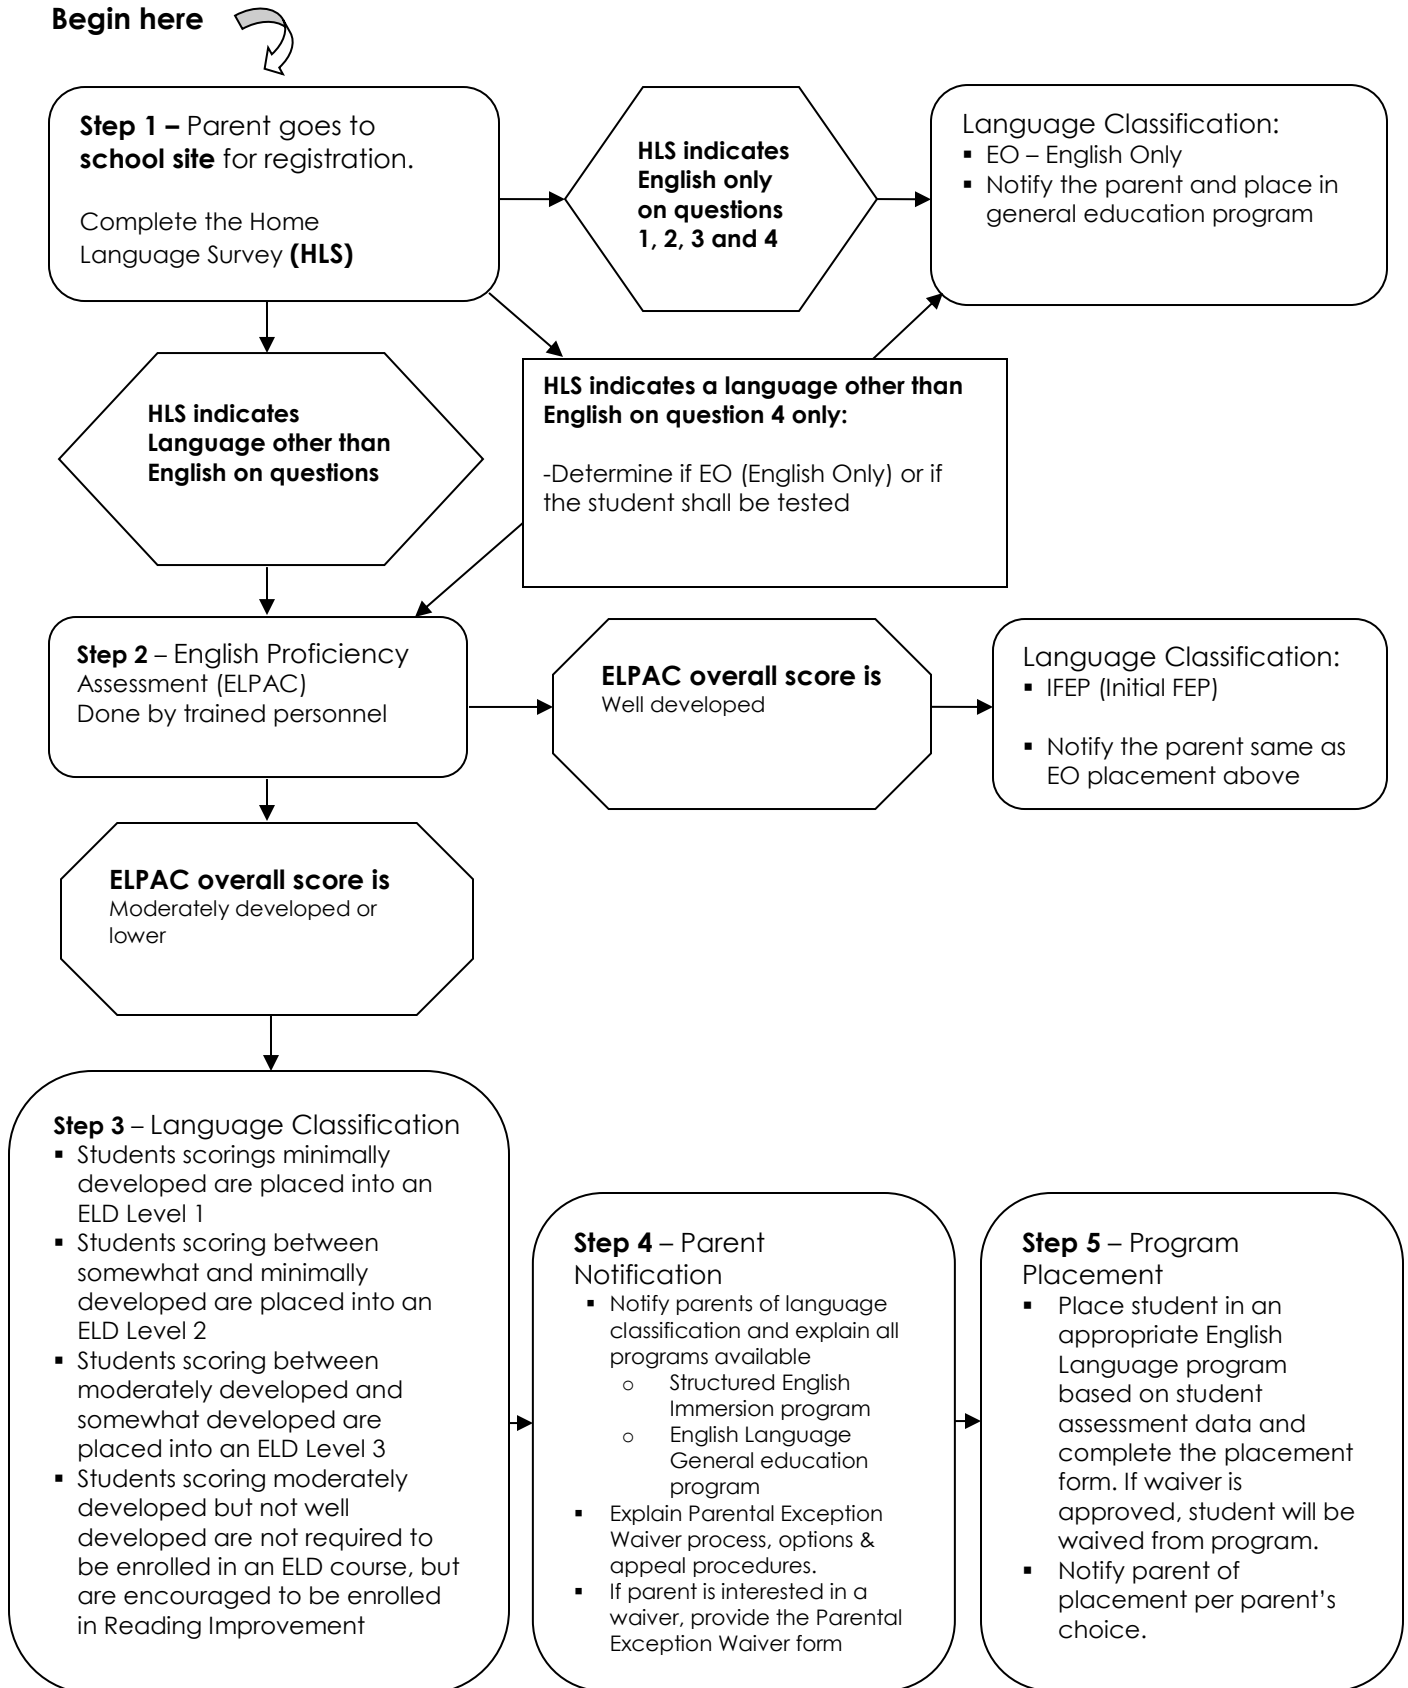 Begin here
Step 1 – Parent goes to
school site for registration.
Complete the Home
Language Survey (HLS)
HLS indicates
English only
on questions
1, 2, 3 and 4
Language Classification:
▪ EO – English Only
▪ Notify the parent and place in
general education program
HLS indicates
Language other than
English on questions
HLS indicates a language other than
English on question 4 only:
-Determine if EO (English Only) or if
the student shall be tested
Step 2 – English Proficiency
Assessment (ELPAC)
Done by trained personnel
ELPAC overall score is
Well developed
Language Classification:
▪ IFEP (Initial FEP)
▪ Notify the parent same as
EO placement above
ELPAC overall score is
Moderately developed or
lower
Step 3 – Language Classification
▪ Students scorings minimally
developed are placed into an
ELD Level 1
▪ Students scoring between
somewhat and minimally
developed are placed into an
ELD Level 2
▪ Students scoring between
moderately developed and
somewhat developed are
placed into an ELD Level 3
▪ Students scoring moderately
developed but not well
developed are not required to
be enrolled in an ELD course, but
are encouraged to be enrolled
in Reading Improvement
Step 4 – Parent
Notification
▪ Notify parents of language
classification and explain all
programs available
o Structured English
Immersion program
o English Language
General education
program
▪ Explain Parental Exception
Waiver process, options &
appeal procedures.
▪ If parent is interested in a
waiver, provide the Parental
Exception Waiver form
Step 5 – Program
Placement
▪ Place student in an
appropriate English
Language program
based on student
assessment data and
complete the placement
form. If waiver is
approved, student will be
waived from program.
▪ Notify parent of
placement per parent’s
choice.